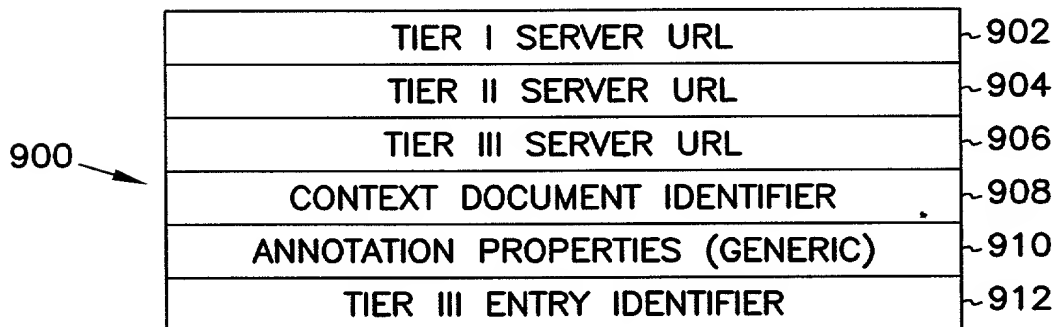 TIER I SERVER URL ~902
TIER II SERVER URL ~904
TIER III SERVER URL ~906
900
CONTEXT DOCUMENT IDENTIFIER ~908
ANNOTATION PROPERTIES (GENERIC) ~910
TIER III ENTRY IDENTIFIER ~912